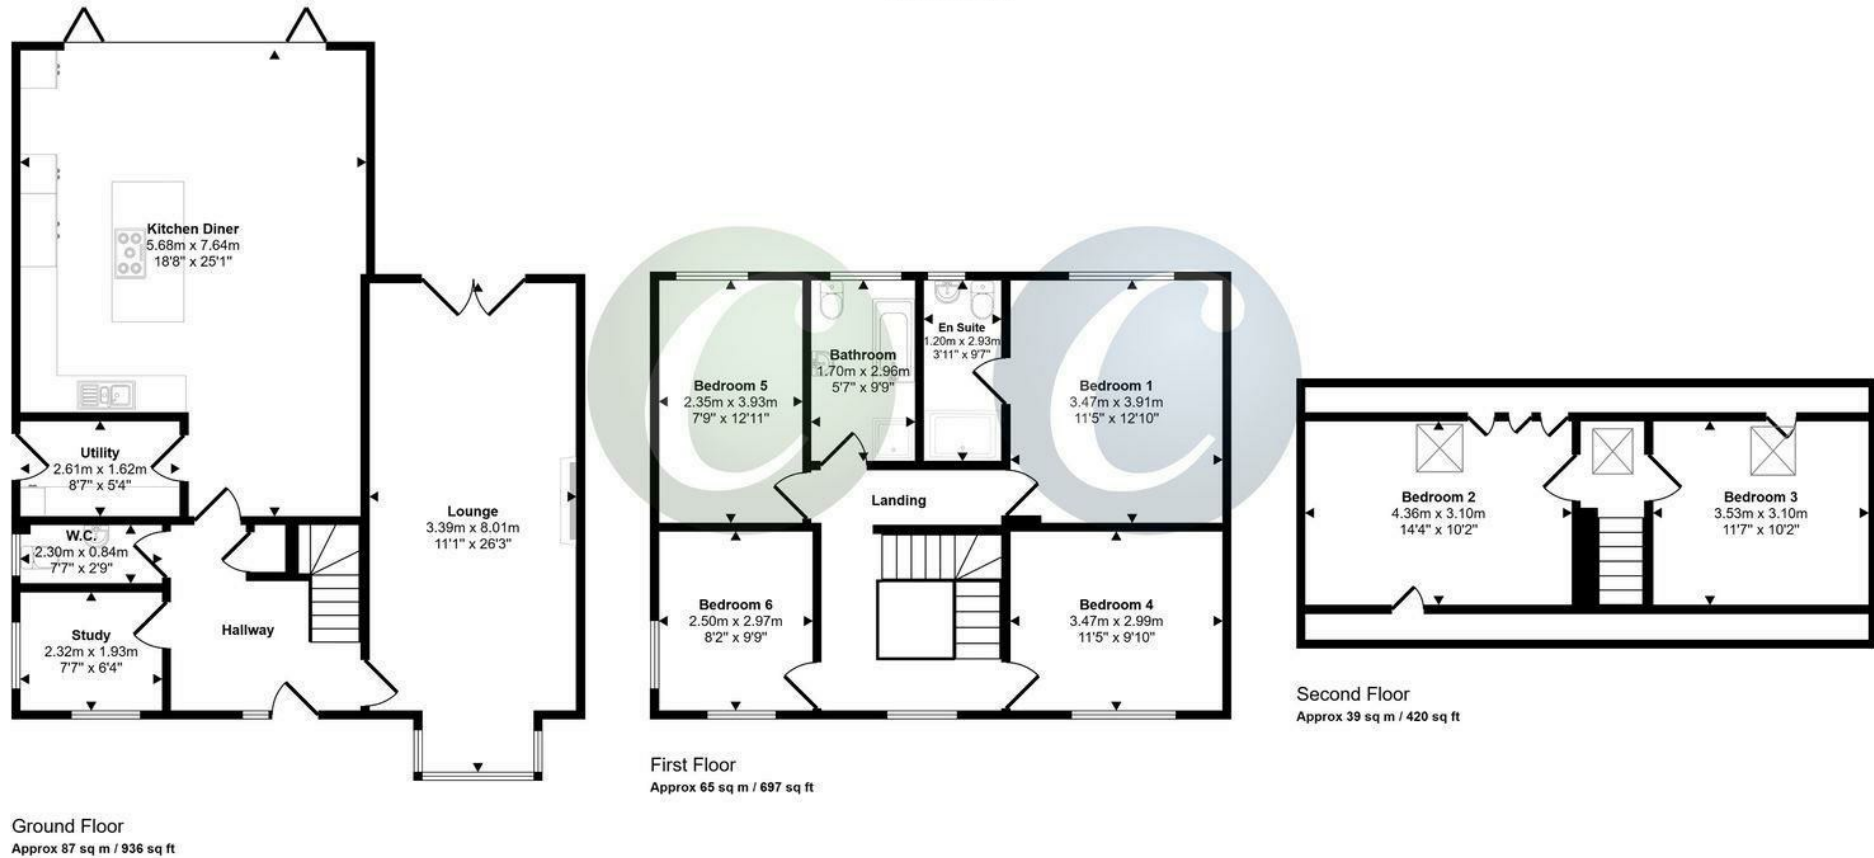 Kitchen Diner
5.68m x 7.64m
18'8" x 25'1"
Utility
2.61m x 1.62m
8'7" x 5'4"
W.C.
2.30m x 0.84m
7'7" x 2'9"
Study
2.32m x 1.93m
7'7" x 6'4"
Hallway
Lounge
3.39m x 8.01m
11'1" x 26'3"
Ground Floor
Approx 87 sq m / 936 sq ft
Bedroom 5
2.35m x 3.93m
7'9" x 12'11"
Bathroom
1.70m x 2.96m
5'7" x 9'9"
En Suite
1.20m x 2.93m
3'11" x 9'7"
Bedroom 1
3.47m x 3.91m
11'5" x 12'10"
Landing
Bedroom 6
2.50m x 2.97m
8'2" x 9'9"
Bedroom 4
3.47m x 2.99m
11'5" x 9'10"
First Floor
Approx 65 sq m / 697 sq ft
Bedroom 2
4.36m x 3.10m
14'4" x 10'2"
Bedroom 3
3.53m x 3.10m
11'7" x 10'2"
Second Floor
Approx 39 sq m / 420 sq ft
C C